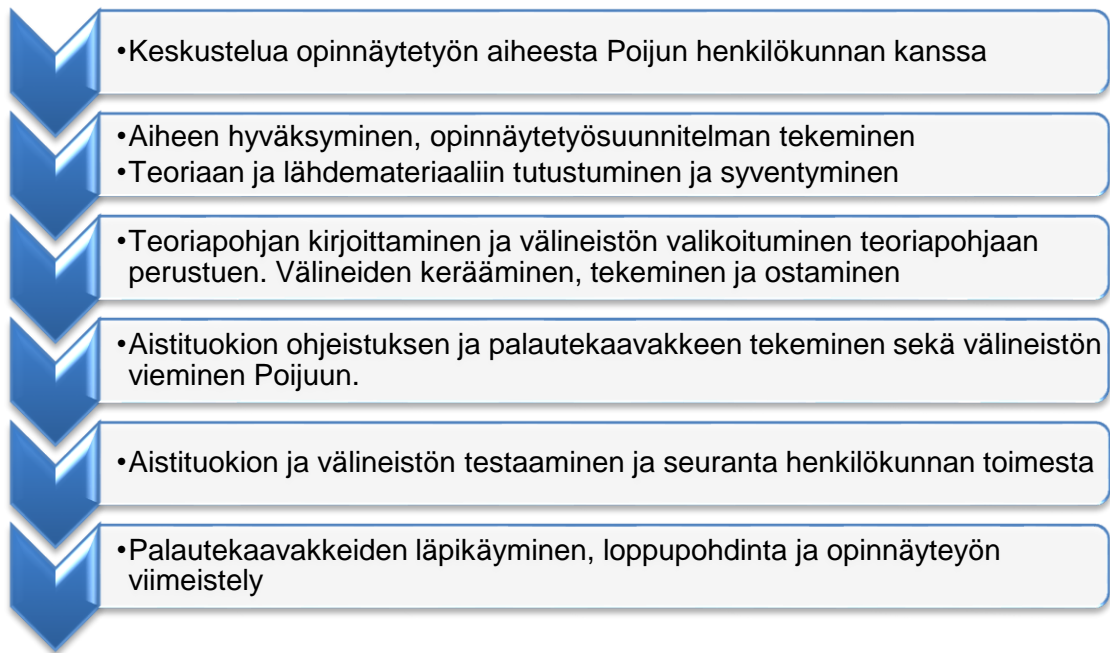 •Keskustelua opinnäytetyön aiheesta Poijun henkilökunnan kanssa
•Aiheen hyväksyminen, opinnäytetyösuunnitelman tekeminen
•Teoriaan ja lähdemateriaaliin tutustuminen ja syventyminen
•Teoriapohjan kirjoittaminen ja välineistön valikoituminen teoriapohjaan
perustuen. Välineiden kerääminen, tekeminen ja ostaminen
•Aistituokion ohjeistuksen ja palautekaavakkeen tekeminen sekä välineistön
vieminen Poijuun.
•Aistituokion ja välineistön testaaminen ja seuranta henkilökunnan toimesta
•Palautekaavakkeiden läpikäyminen, loppupohdinta ja opinnäyteyön
viimeistely